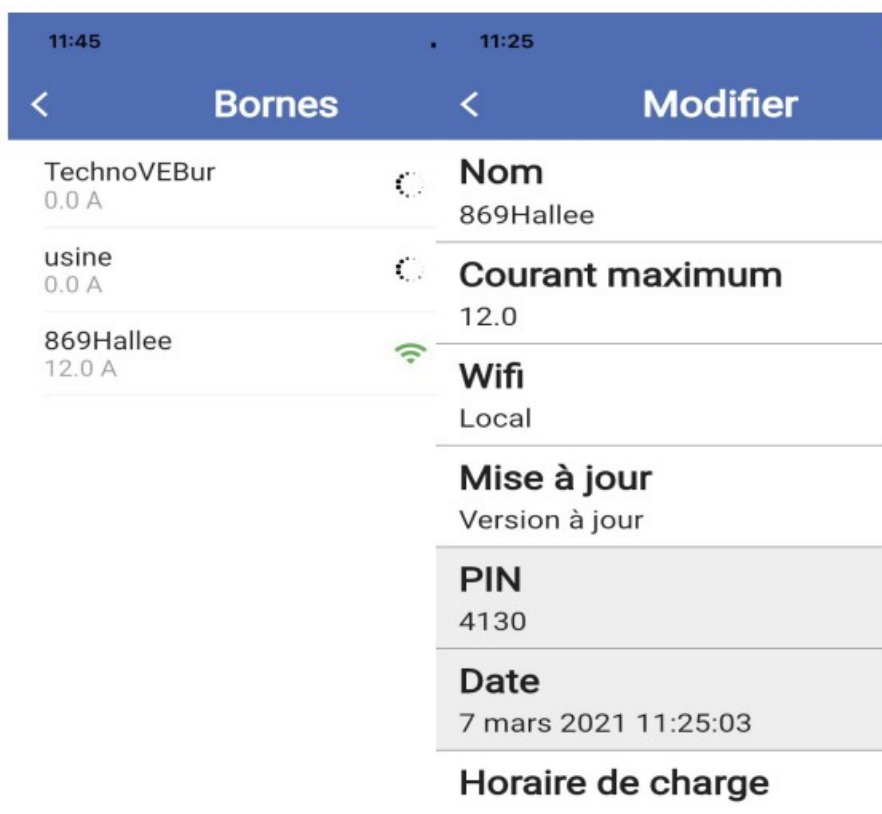 11:45
Bornes
TechnoVEBur
0.0 A
usine
0.0 A
869Hallee
12.0 A
11:25
Modifier
Nom
869Hallee
Courant maximum
12.0
Wifi
Local
Mise à jour
Version à jour
PIN
4130
Date
7 mars 2021 11:25:03
Horaire de charge